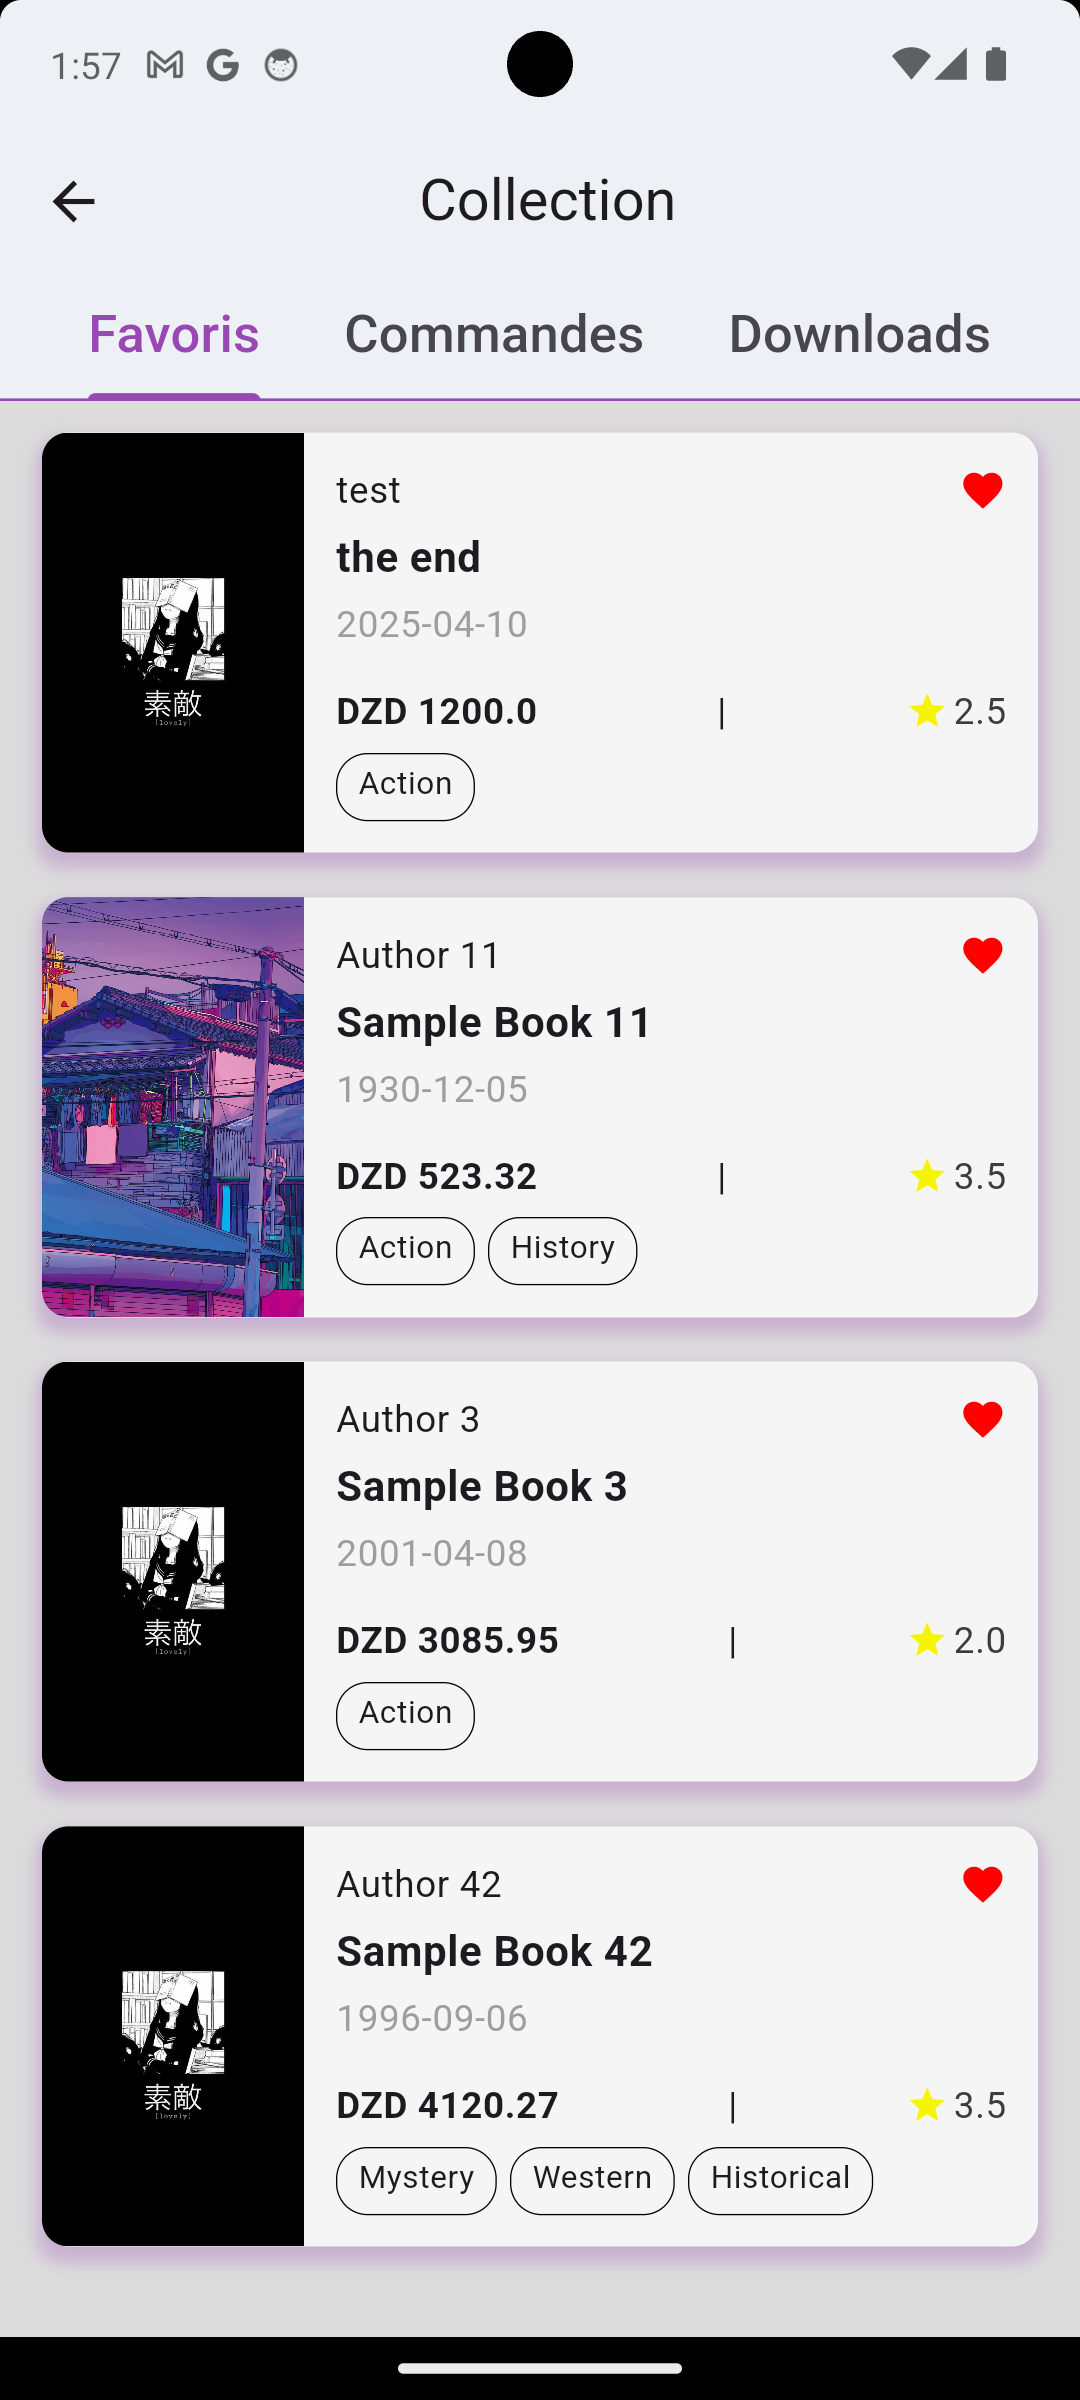 1:57
Collection
Favoris Commandes Downloads
test
the end
2025-04-10
DZD 1200.0 | 2.5
Action
素敵
[lovely]
Author 11
Sample Book 11
1930-12-05
DZD 523.32 | 3.5
Action History
Author 3
Sample Book 3
2001-04-08
DZD 3085.95 | 2.0
Action
素敵
[lovely]
Author 42
Sample Book 42
1996-09-06
DZD 4120.27 | 3.5
Mystery Western Historical
素敵
[lovely]